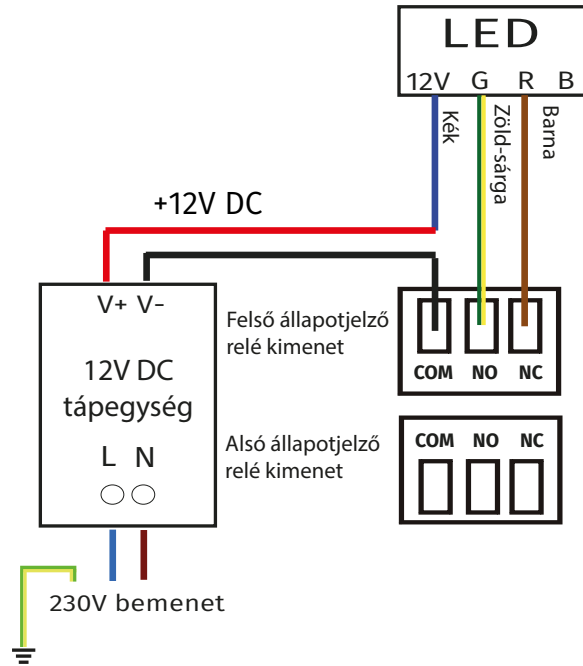 LED
12V G R B
Kék
Zöld-sárga
Barna
+12V DC
V+ V-
12V DC
tápegység
L N
Felső állapotjelző
relé kimenet
COM NO NC
Alsó állapotjelző
relé kimenet
COM NO NC
230V bemenet